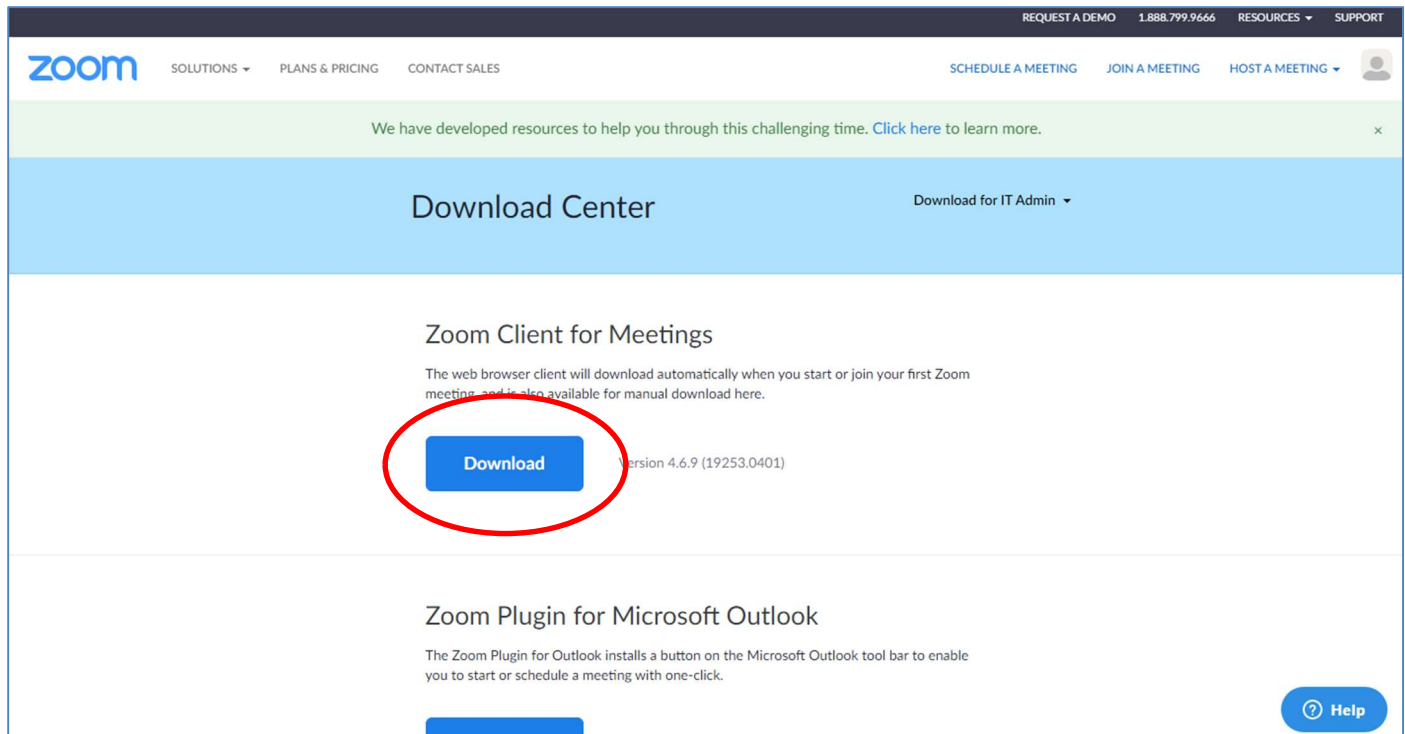 REQUEST A DEMO 1.888.799.9666 RESOURCES SUPPORT
zoom SOLUTIONS PLANS & PRICING CONTACT SALES SCHEDULE A MEETING JOIN A MEETING HOST A MEETING
We have developed resources to help you through this challenging time. Click here to learn more. ×
Download Center Download for IT Admin
Zoom Client for Meetings
The web browser client will download automatically when you start or join your first Zoom
meeting, and is also available for manual download here.
Download Version 4.6.9 (19253.0401)
Zoom Plugin for Microsoft Outlook
The Zoom Plugin for Outlook installs a button on the Microsoft Outlook tool bar to enable
you to start or schedule a meeting with one-click.
? Help